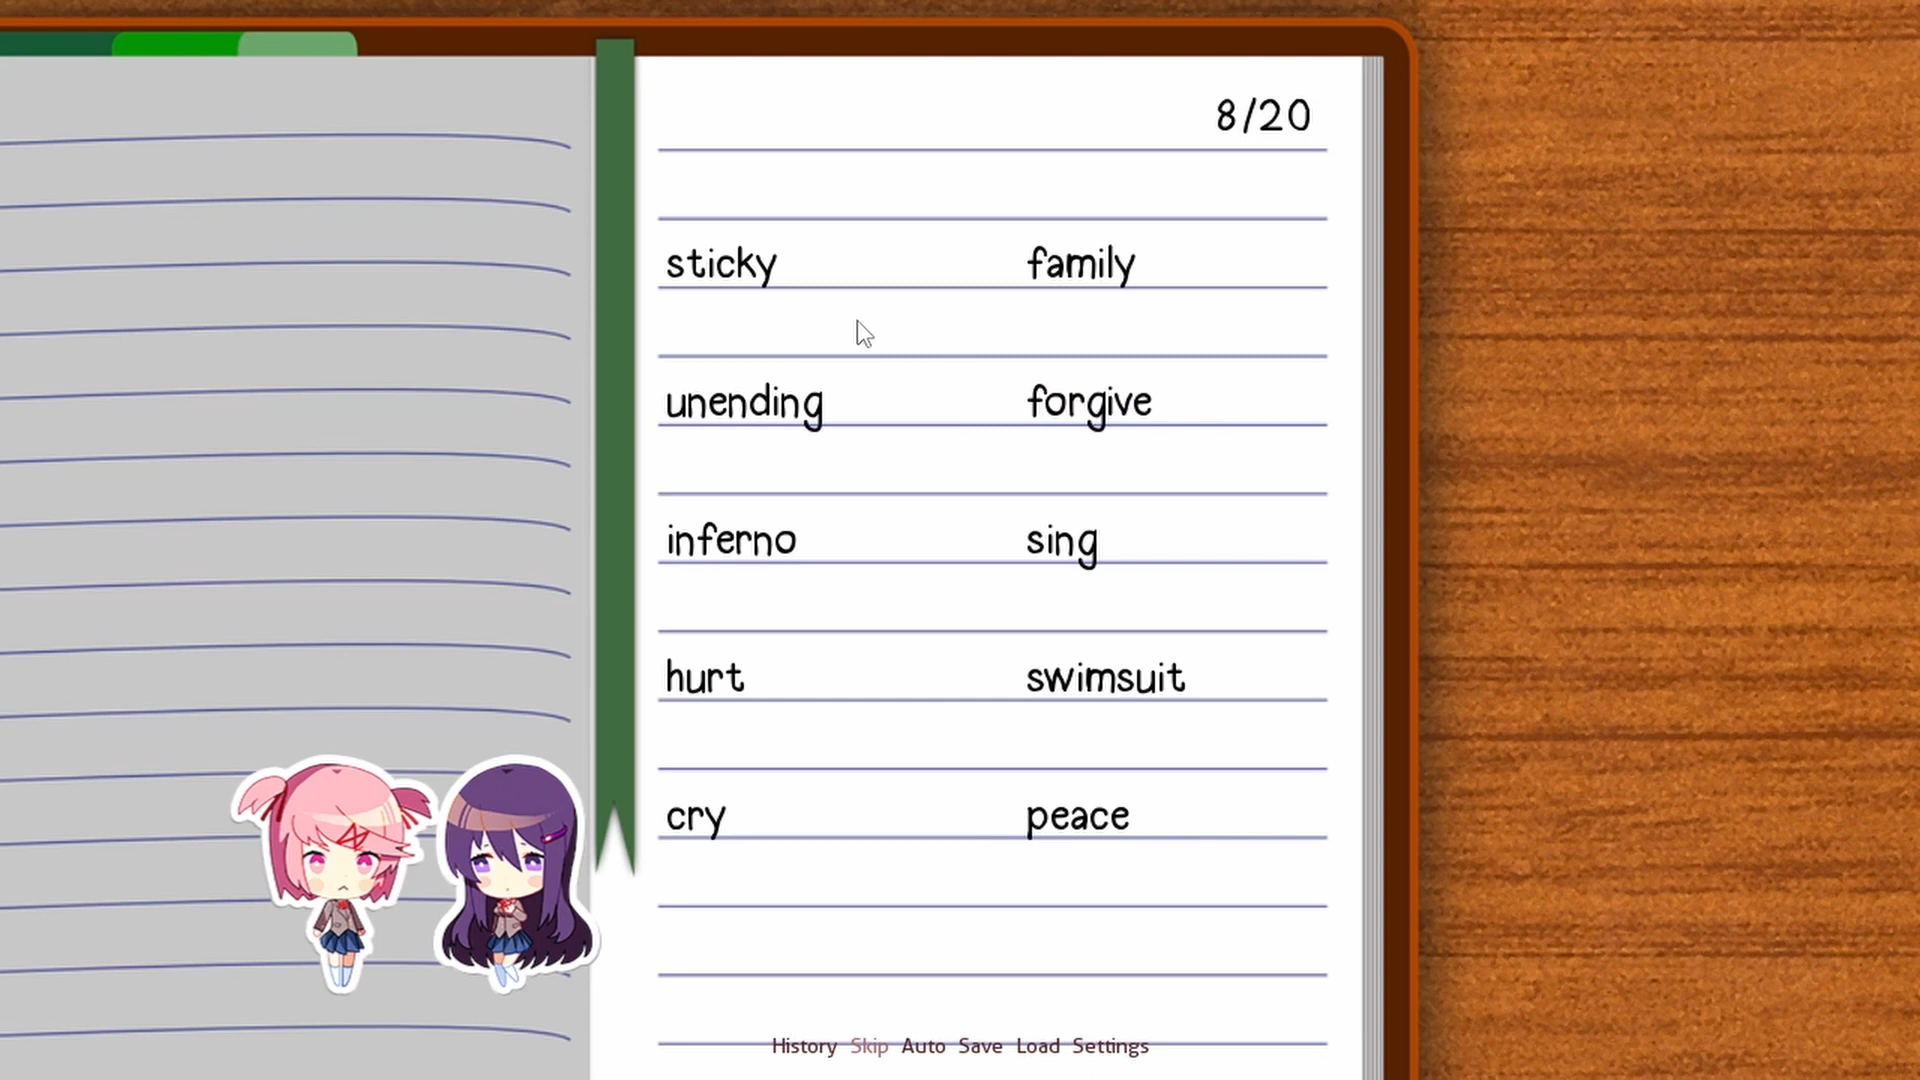 8/20
sticky family
unending forgive
inferno sing
hurt swimsuit
cry peace
History Skip Auto Save Load Settings